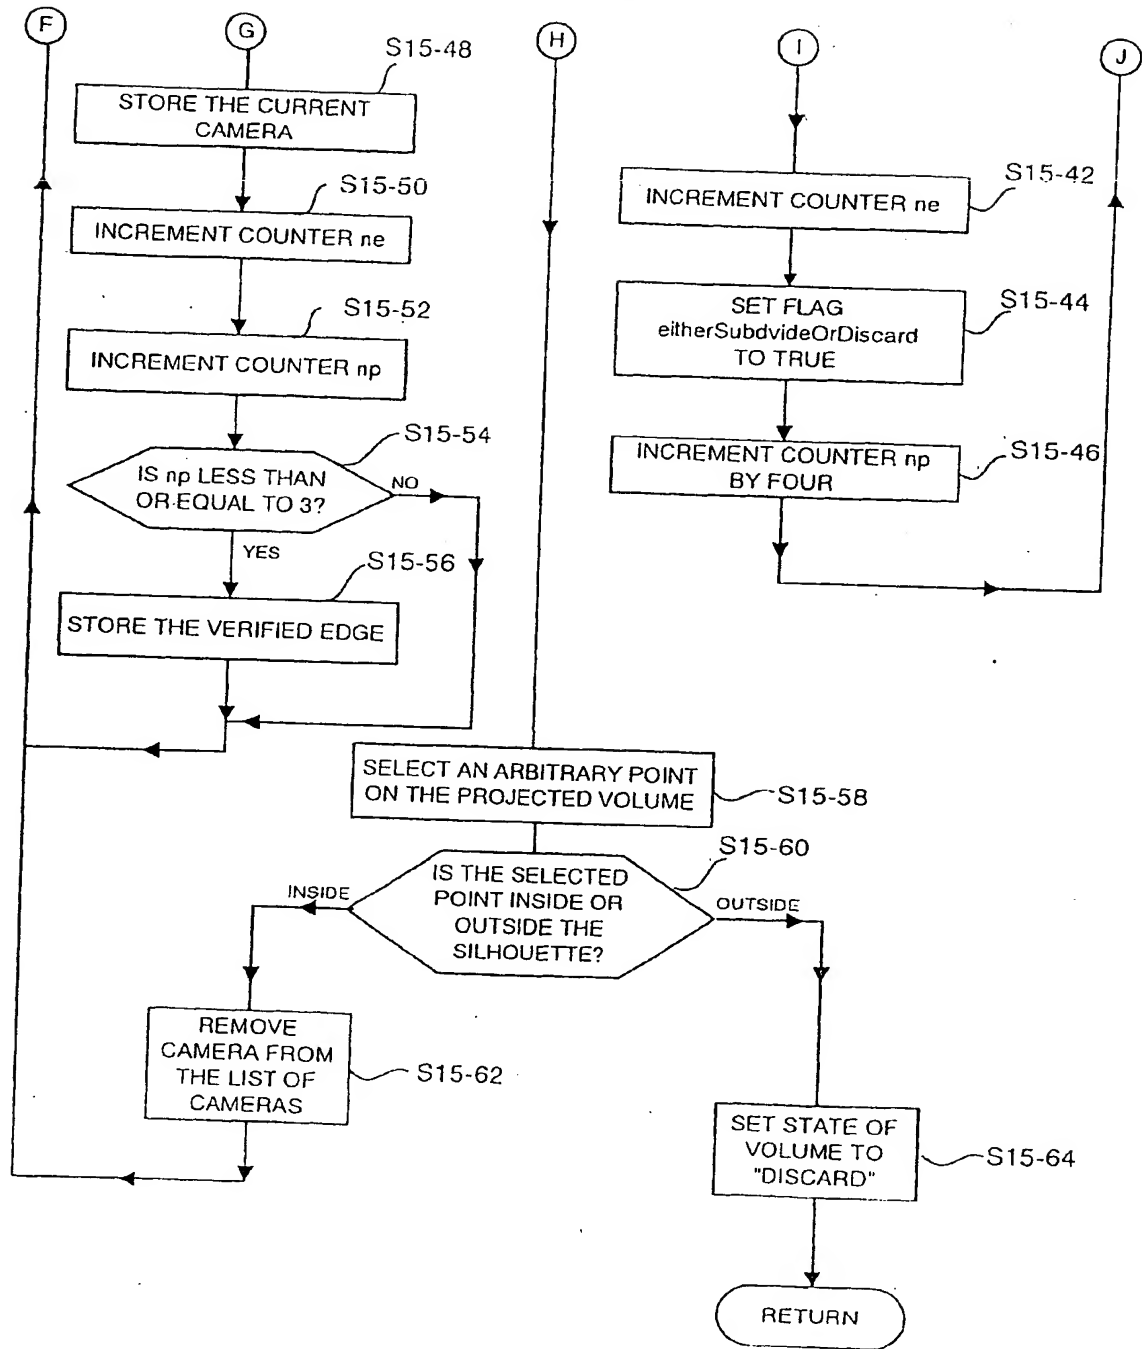 F
G
H
I
J
S15-48
STORE THE CURRENT
CAMERA
S15-50
INCREMENT COUNTER ne
S15-52
INCREMENT COUNTER np
S15-54
IS np LESS THAN
OR EQUAL TO 3?
NO
YES
S15-56
STORE THE VERIFIED EDGE
S15-42
INCREMENT COUNTER ne
S15-44
SET FLAG
eitherSubdvideOrDiscard
TO TRUE
S15-46
INCREMENT COUNTER np
BY FOUR
SELECT AN ARBITRARY POINT
ON THE PROJECTED VOLUME
S15-58
S15-60
IS THE SELECTED
POINT INSIDE OR
OUTSIDE THE
SILHOUETTE?
INSIDE
OUTSIDE
REMOVE
CAMERA FROM
THE LIST OF
CAMERAS
S15-62
SET STATE OF
VOLUME TO
"DISCARD"
S15-64
RETURN